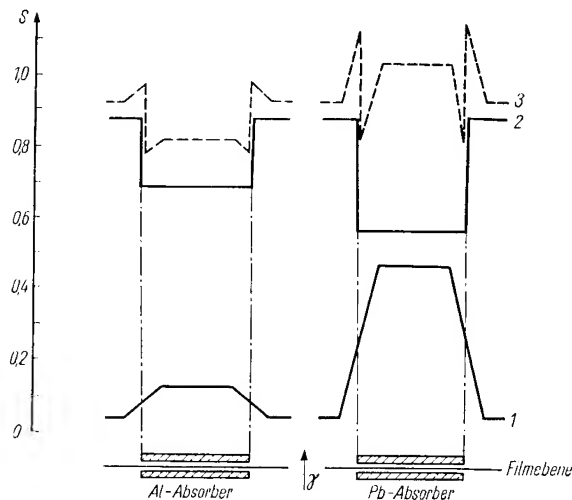 S
1,0
3
2
0,8
0,6
0,4
0,2
1
0
γ
Filmebene
Al-Absorber
Pb-Absorber